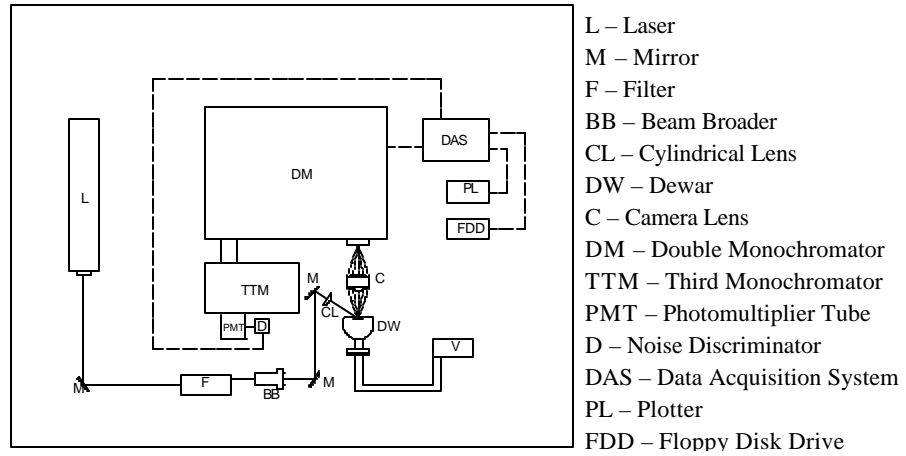 L – Laser
M – Mirror
F – Filter
BB – Beam Broader
CL – Cylindrical Lens
DW – Dewar
C – Camera Lens
DM – Double Monochromator
TTM – Third Monochromator
PMT – Photomultiplier Tube
D – Noise Discriminator
DAS – Data Acquisition System
PL – Plotter
FDD – Floppy Disk Drive
DAS
DM
PL
L
FDD
M
C
TTM
CL
PMT
D
DW
V
M
F
BB
M